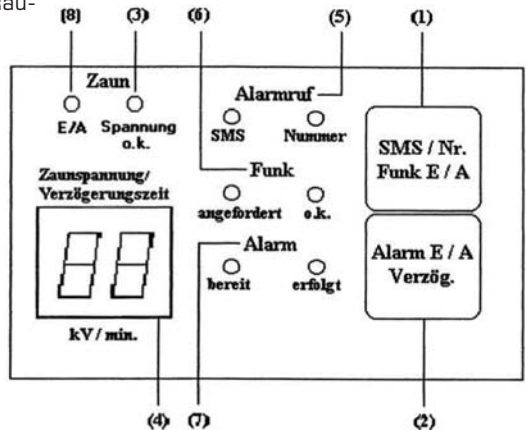 au-
(8) (3) (6) (5) (1)
Zaun
E/A
Spannung
o.k.
Alarmruf
SMS Nummer
Funk
angefordert o.k.
Alarm
bereit erfolgt
SMS / Nr.
Funk E / A
Alarm E / A
Verzög.
Zaunspannung/
Verzögerungszeit
kV / min.
(4) (7) (2)